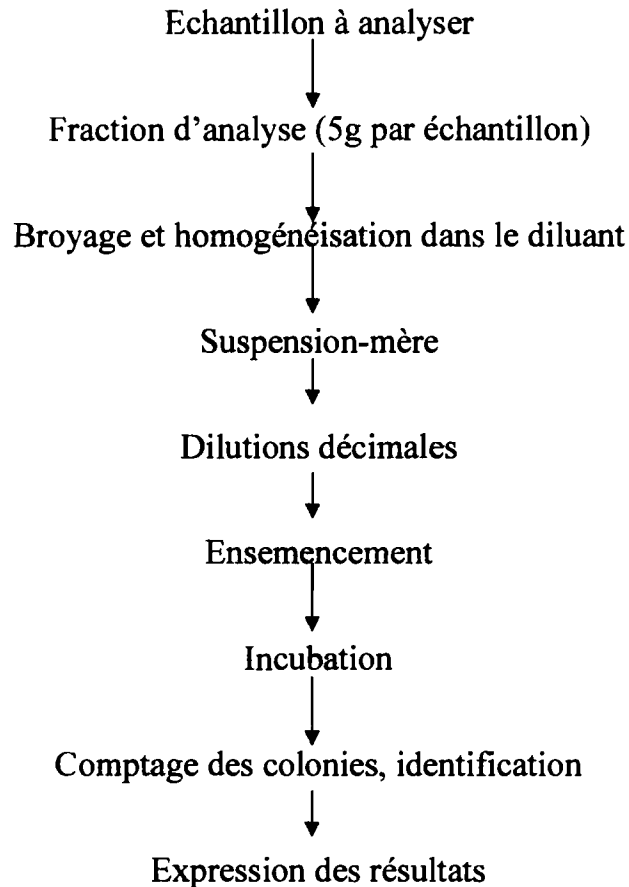 Echantillon à analyser
Fraction d'analyse (5g par échantillon)
Broyage et homogénéisation dans le diluant
Suspension-mère
Dilutions décimales
Ensemencement
Incubation
Comptage des colonies, identification
Expression des résultats